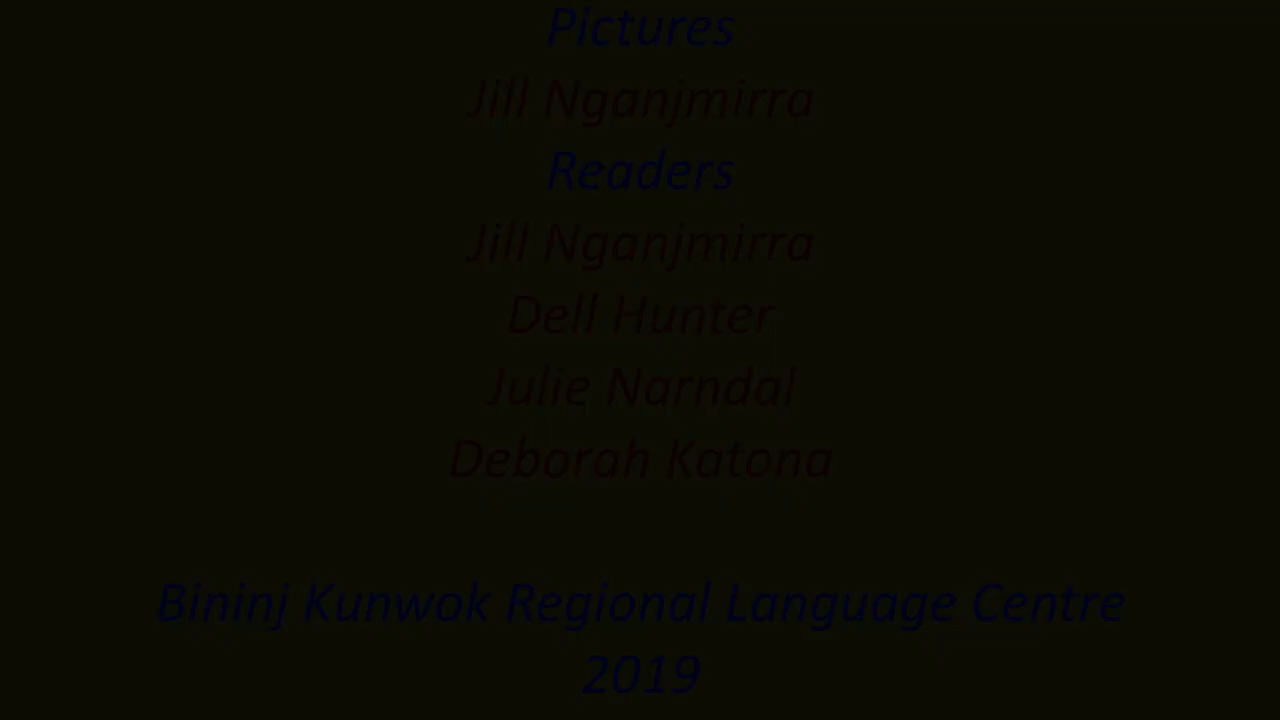 Pictures
Jill Nganjmirra
Readers
Jill Nganjmirra
Dell Hunter
Julie Narndal
Deborah Katona
Bininj Kunwok Regional Language Centre
2019